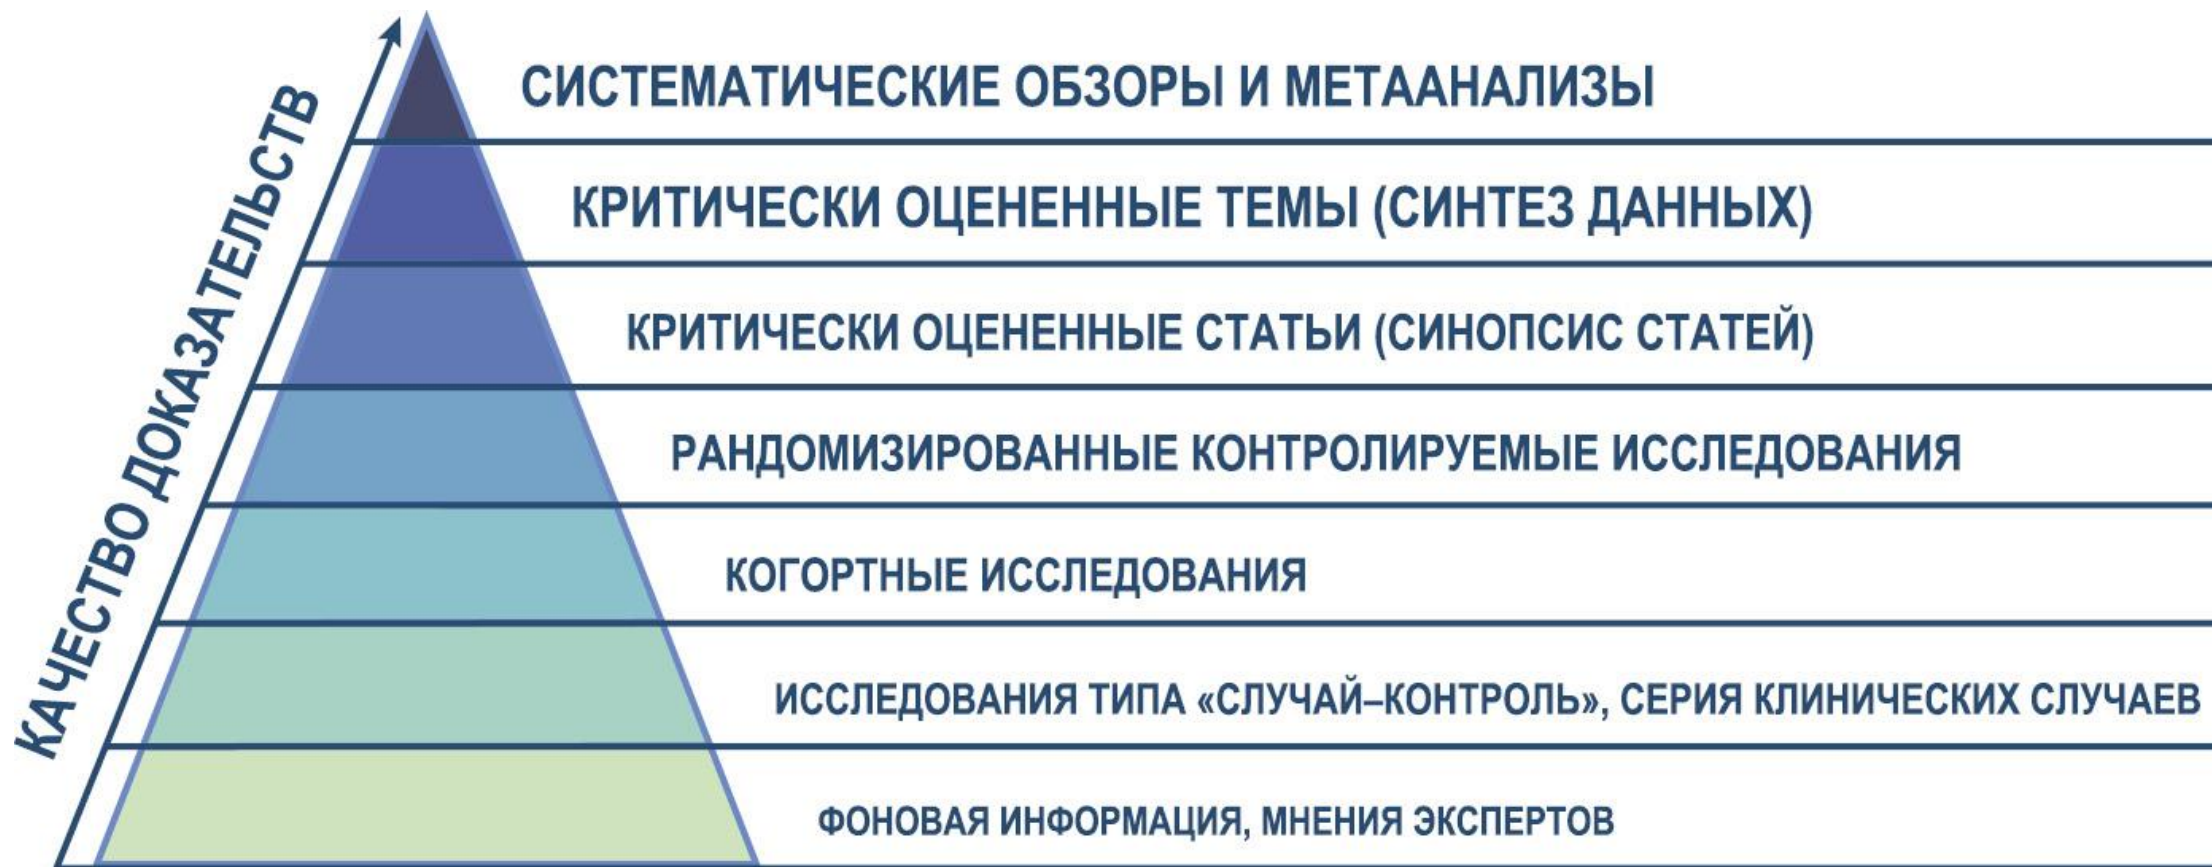 КАЧЕСТВО ДОКАЗАТЕЛЬСТВ
СИСТЕМАТИЧЕСКИЕ ОБЗОРЫ И МЕТААНАЛИЗЫ
КРИТИЧЕСКИ ОЦЕНЕННЫЕ ТЕМЫ (СИНТЕЗ ДАННЫХ)
КРИТИЧЕСКИ ОЦЕНЕННЫЕ СТАТЬИ (СИНОПСИС СТАТЕЙ)
РАНДОМИЗИРОВАННЫЕ КОНТРОЛИРУЕМЫЕ ИССЛЕДОВАНИЯ
КОГОРТНЫЕ ИССЛЕДОВАНИЯ
ИССЛЕДОВАНИЯ ТИПА «СЛУЧАЙ–КОНТРОЛЬ», СЕРИЯ КЛИНИЧЕСКИХ СЛУЧАЕВ
ФОНОВАЯ ИНФОРМАЦИЯ, МНЕНИЯ ЭКСПЕРТОВ